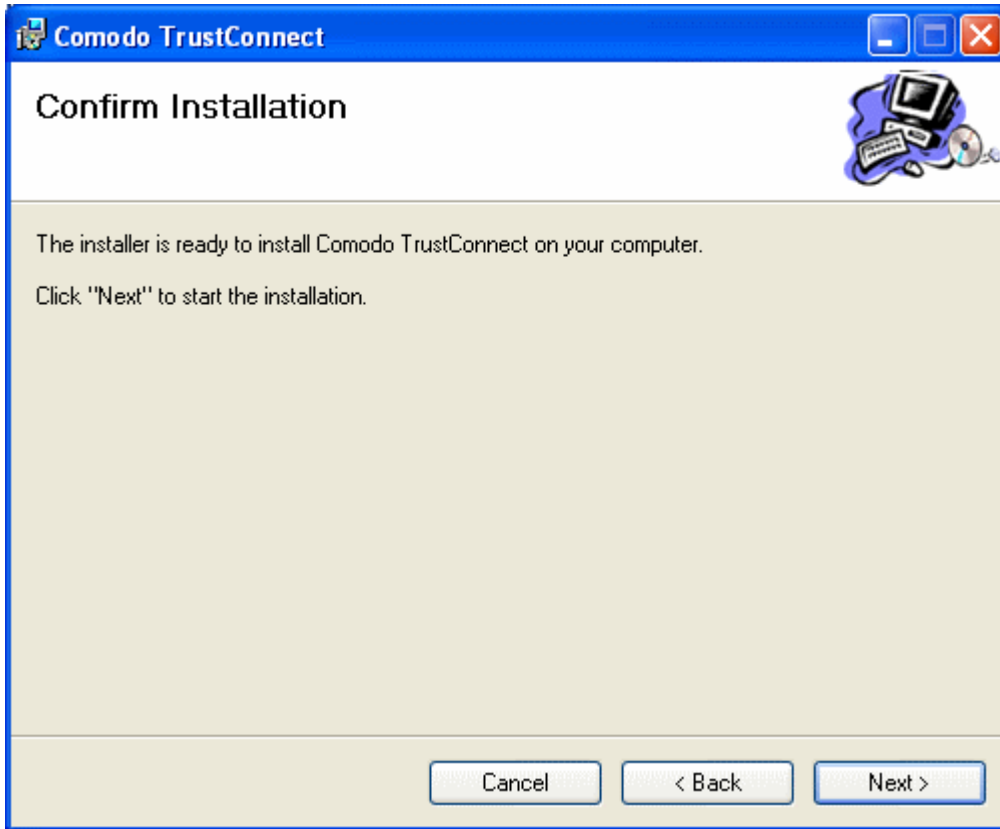 Comodo TrustConnect
Confirm Installation
The installer is ready to install Comodo TrustConnect on your computer.
Click "Next" to start the installation.
Cancel
< Back
Next >